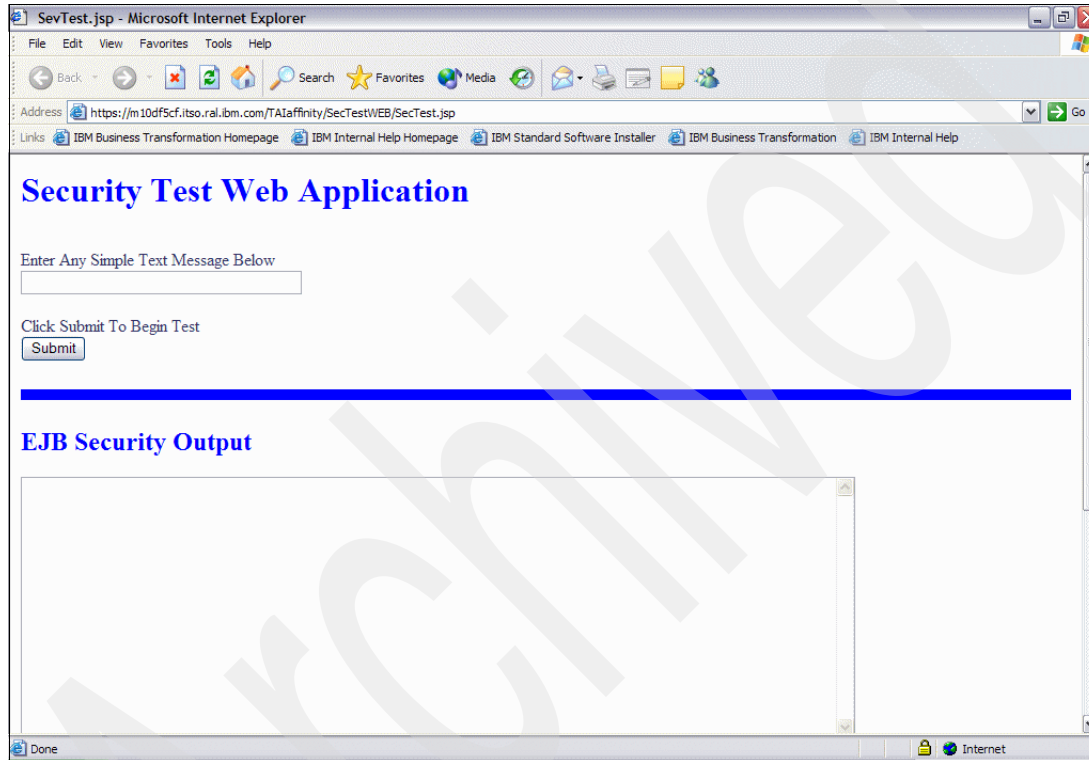 SevTest.jsp - Microsoft Internet Explorer
File Edit View Favorites Tools Help
Back Search Favorites Media
Address https://m10df5cf.itso.ral.ibm.com/TAIaffinity/SecTestWEB/SecTest.jsp Go
Links IBM Business Transformation Homepage IBM Internal Help Homepage IBM Standard Software Installer IBM Business Transformation IBM Internal Help
Security Test Web Application
Enter Any Simple Text Message Below
Click Submit To Begin Test
Submit
EJB Security Output
Done Internet
Archived